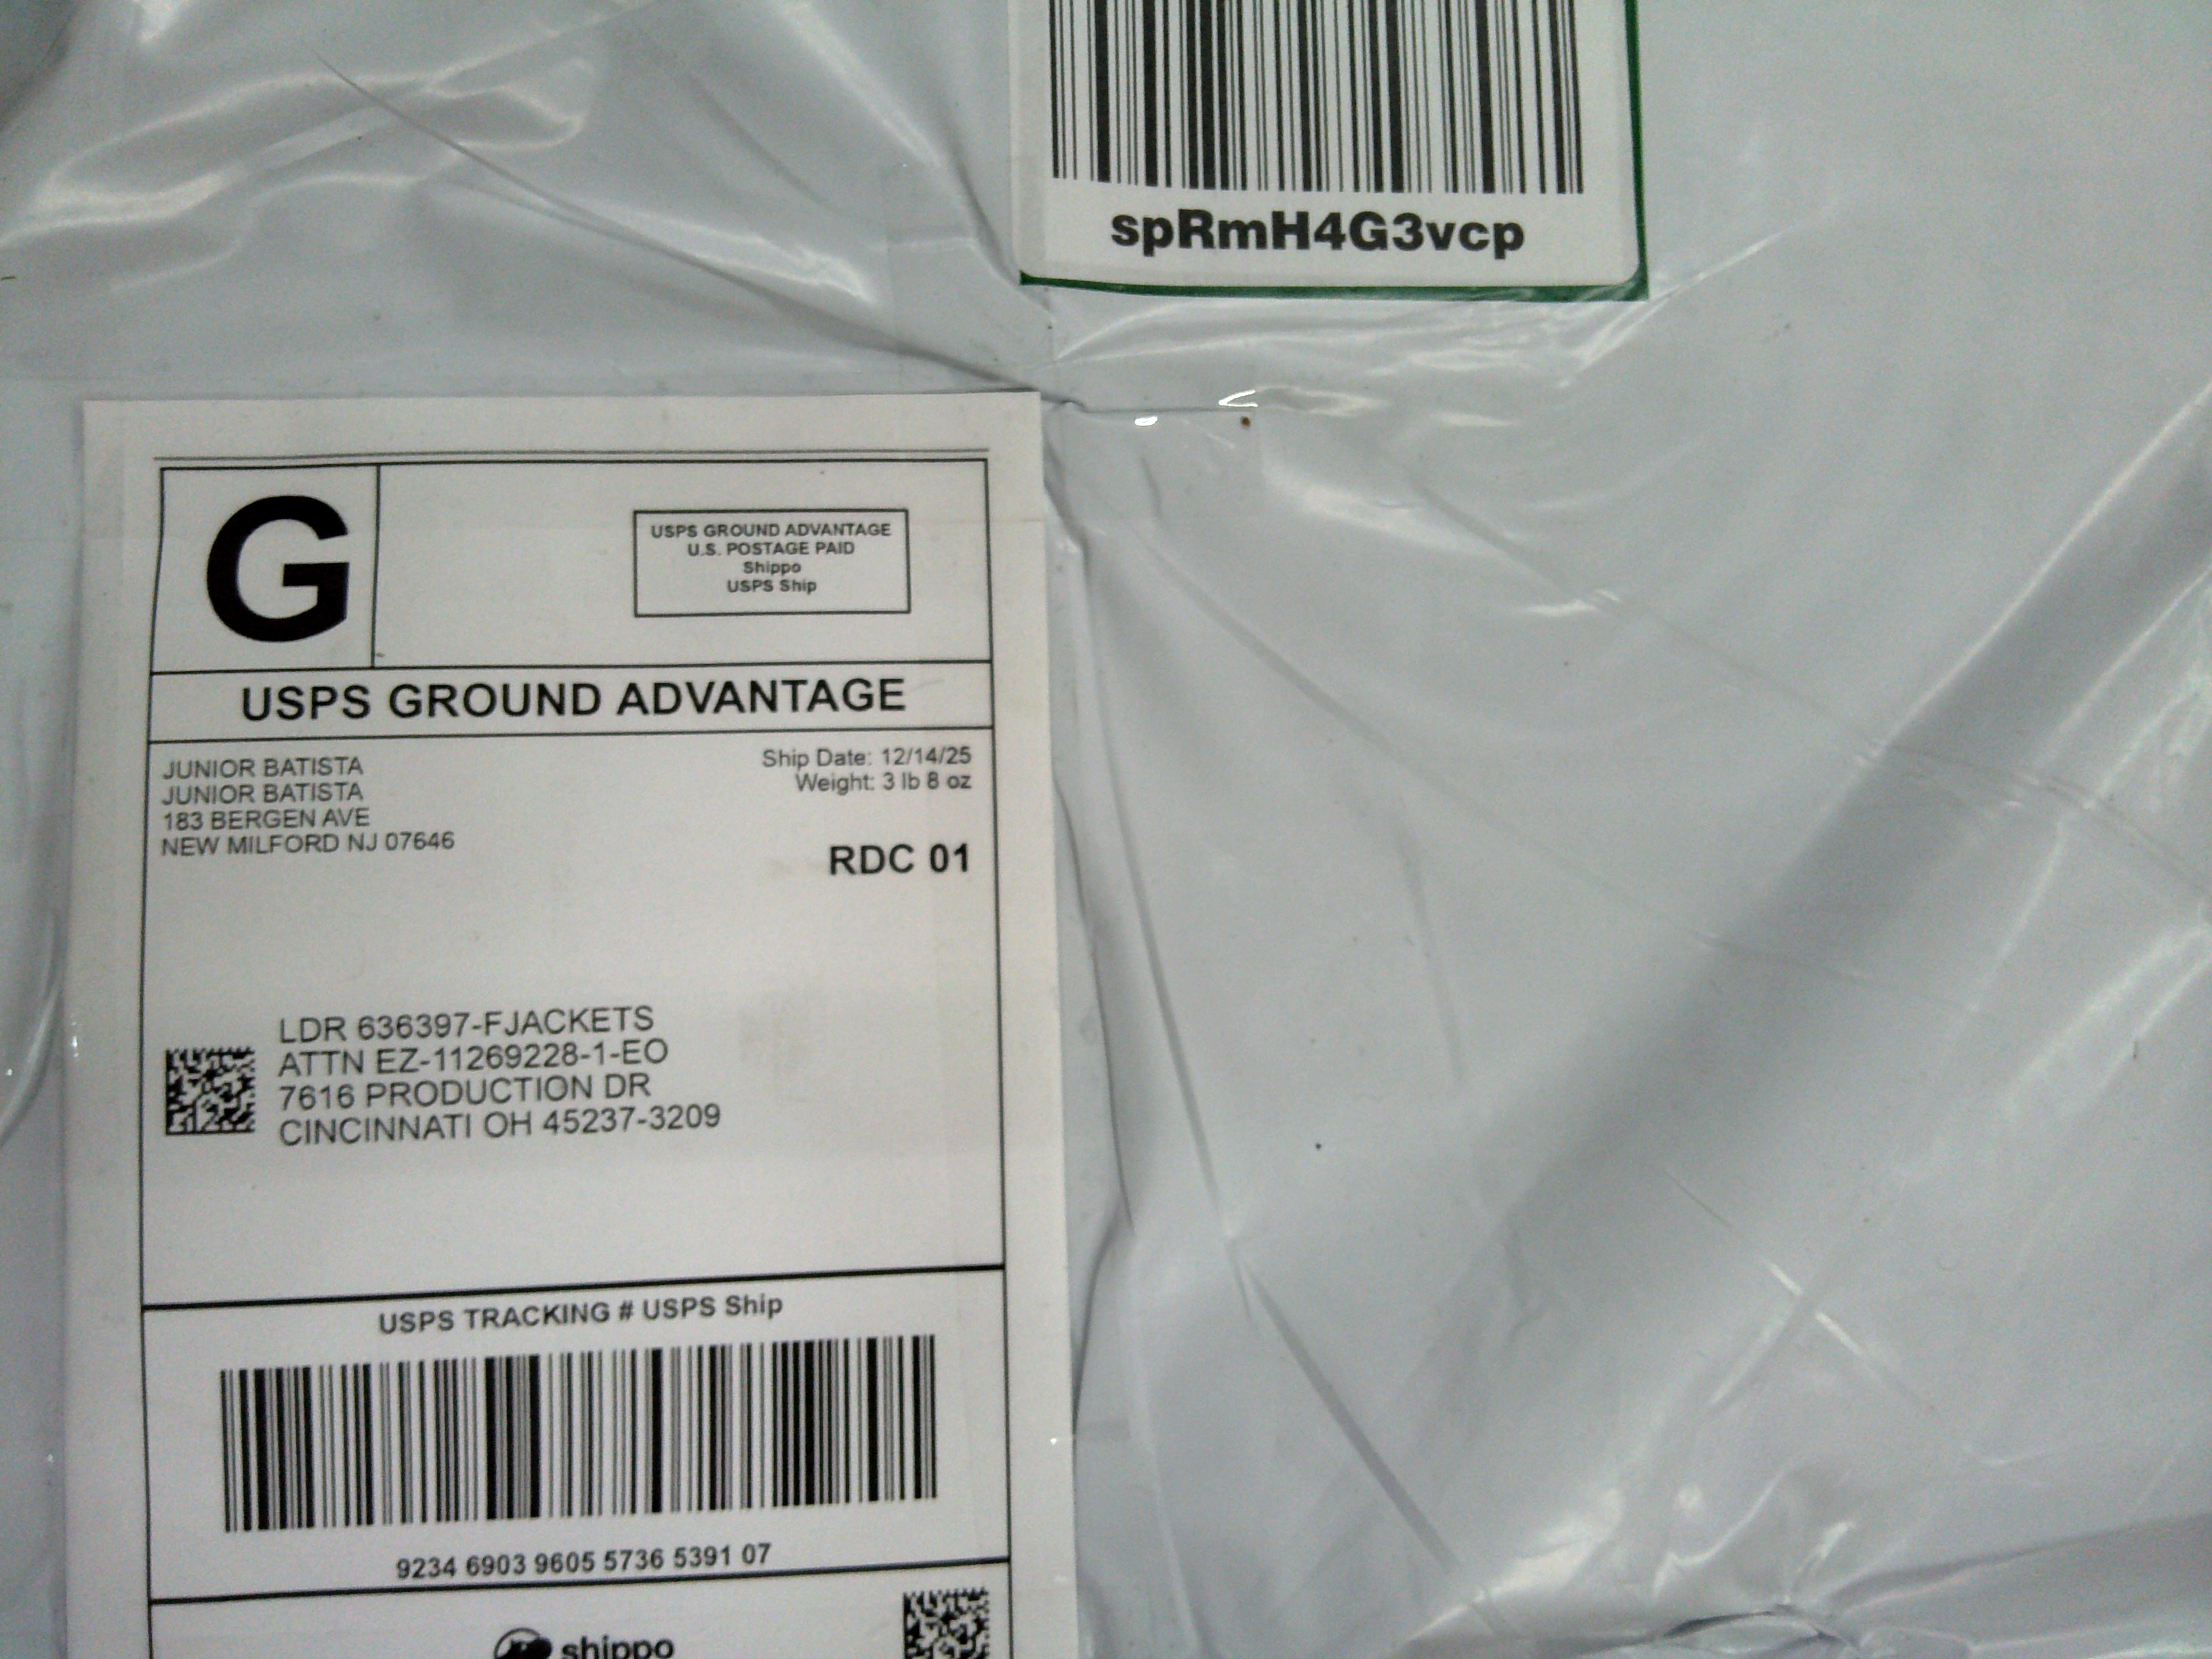 spRmH4G3vcp
G
USPS GROUND ADVANTAGE
U.S. POSTAGE PAID
Shippo
USPS Ship
USPS GROUND ADVANTAGE
JUNIOR BATISTA
JUNIOR BATISTA
183 BERGEN AVE
NEW MILFORD NJ 07646
Ship Date: 12/14/25
Weight: 3 lb 8 oz
RDC 01
LDR 636397-FJACKETS
ATTN EZ-11269228-1-EO
7616 PRODUCTION DR
CINCINNATI OH 45237-3209
USPS TRACKING # USPS Ship
9234 6903 9605 5736 5391 07
shippo